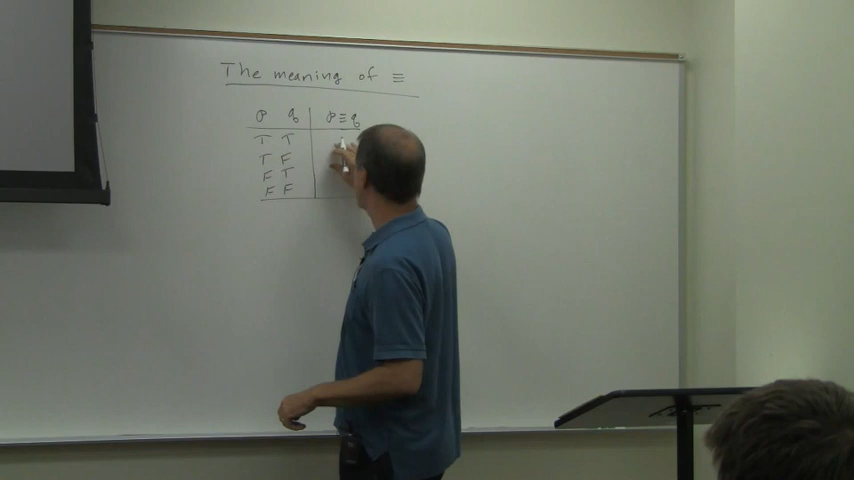 The meaning of ≡
p q p ≡ q
T T
T F
F T
F F